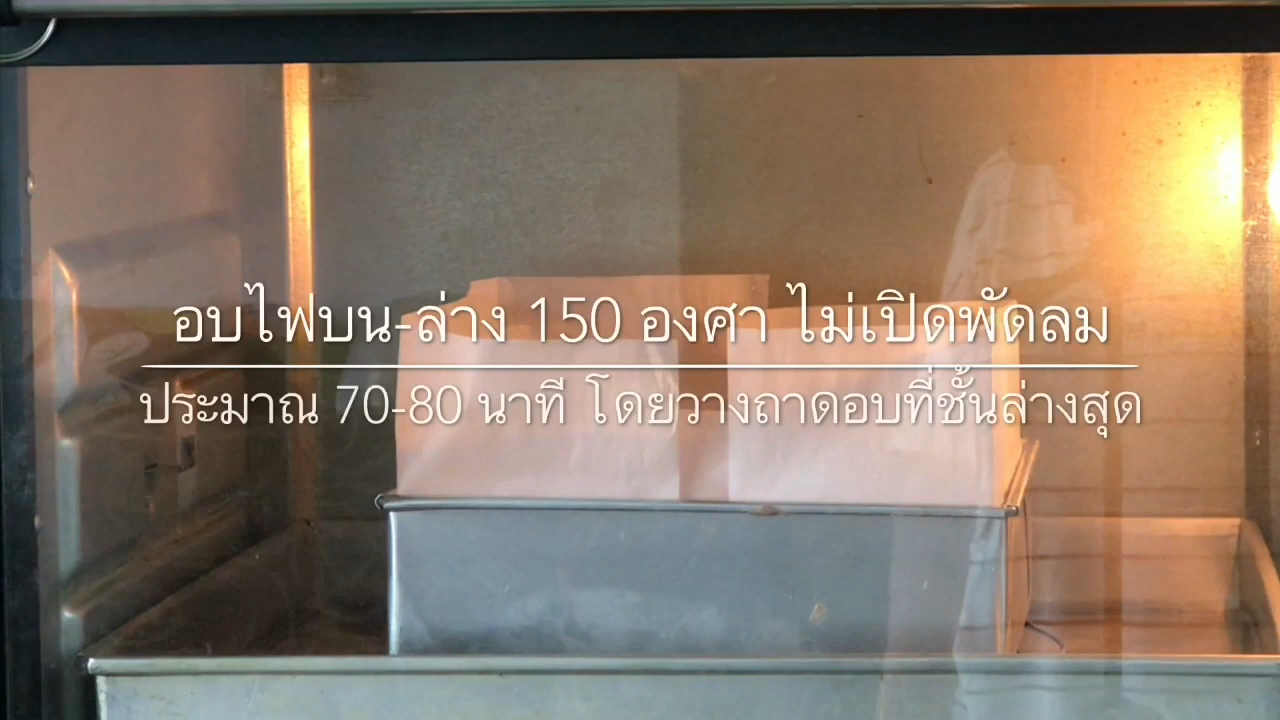 อบไฟบน-ล่าง 150 องศา ไม่เปิดพัดลม
ประมาณ 70-80 นาที โดยวางถาดอบที่ชั้นล่างสุด